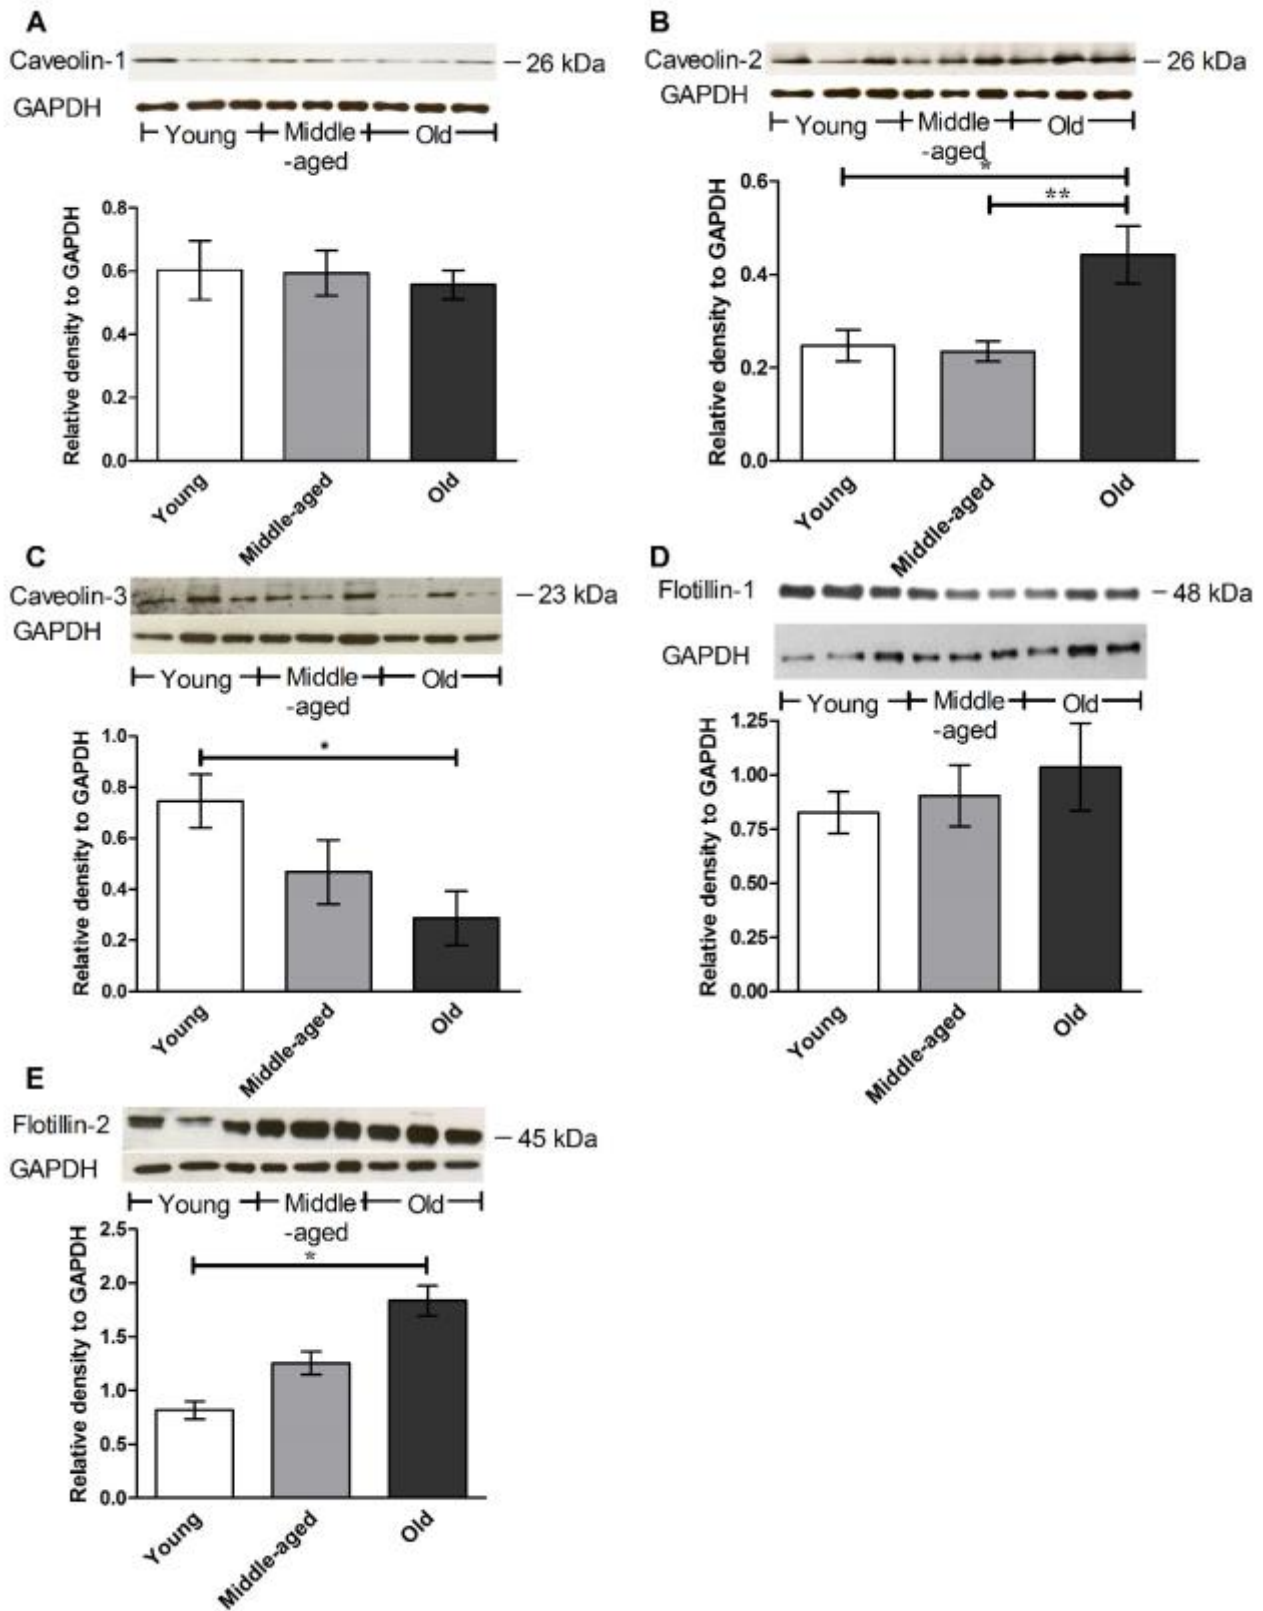 A
Caveolin-1
26 kDa
GAPDH
Young
Middle
-aged
Old
Relative density to GAPDH
0.8
0.6
0.4
0.2
0.0
Young
Middle-aged
Old
B
Caveolin-2
26 kDa
GAPDH
Young
Middle
-aged
Old
*
**
Relative density to GAPDH
0.6
0.4
0.2
0.0
Young
Middle-aged
Old
C
Caveolin-3
23 kDa
GAPDH
Young
Middle
-aged
Old
*
Relative density to GAPDH
1.0
0.8
0.6
0.4
0.2
0.0
Young
Middle-aged
Old
D
Flotillin-1
48 kDa
GAPDH
Young
Middle
-aged
Old
Relative density to GAPDH
1.25
1.00
0.75
0.50
0.25
0.00
Young
Middle-aged
Old
E
Flotillin-2
45 kDa
GAPDH
Young
Middle
-aged
Old
*
Relative density to GAPDH
2.5
2.0
1.5
1.0
0.5
0.0
Young
Middle-aged
Old